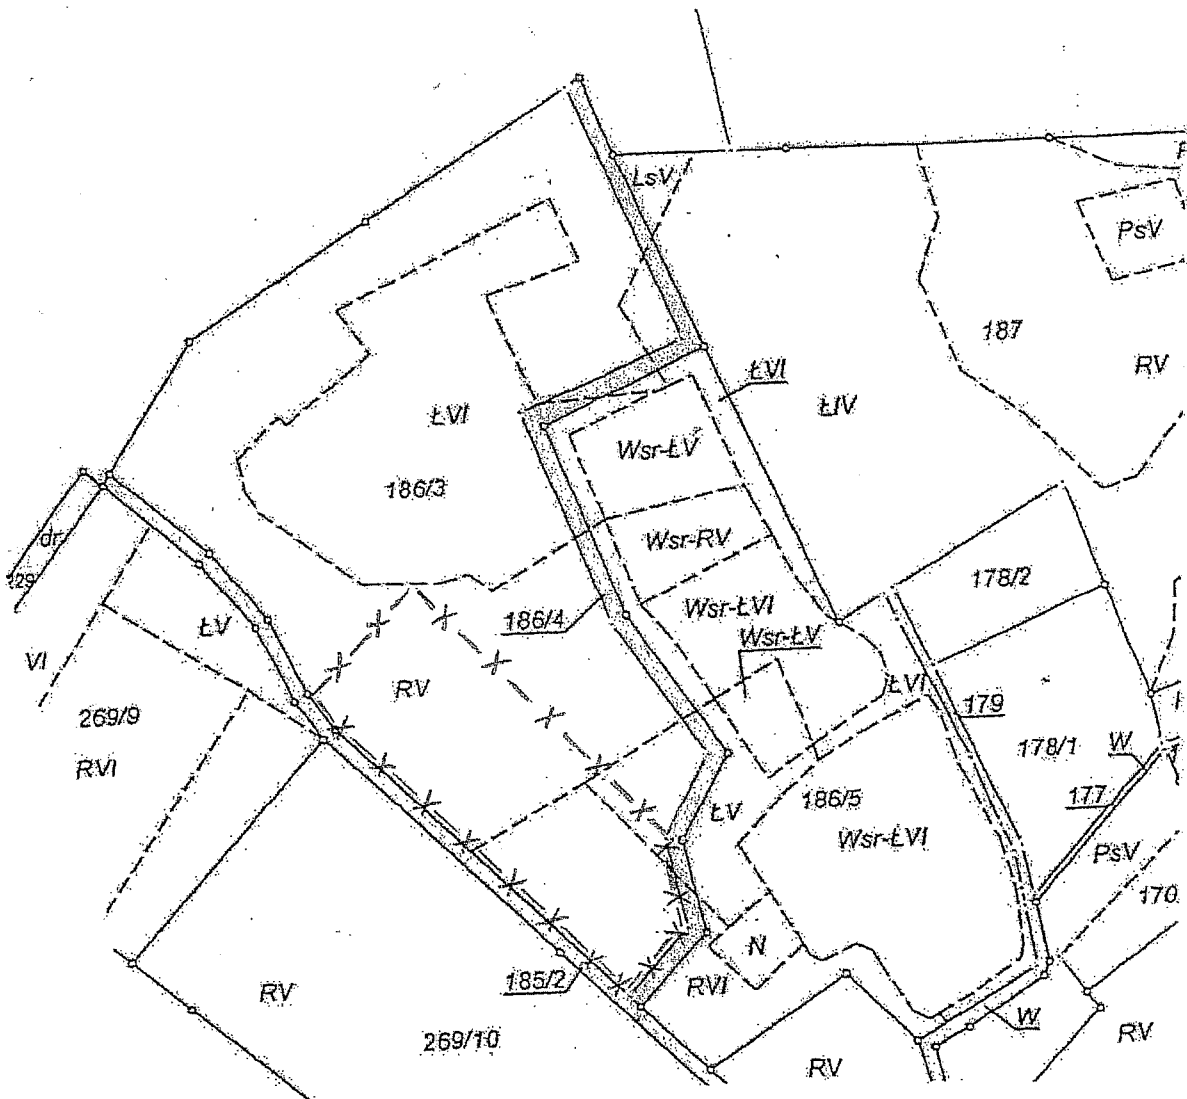 LsV
PsV
187
RV
ŁVI
ŁIV
ŁVI
Wsr-ŁV
186/3
dr
129
Wsr-RV
178/2
Wsr-ŁVI
186/4
Wsr-ŁV
ŁV
VI
RV
ŁVI
179
269/9
178/1
W
RVI
177
186/5
ŁV
Wsr-ŁVI
PsV
170
N
185/2
RVI
RV
W
269/10
RV
RV